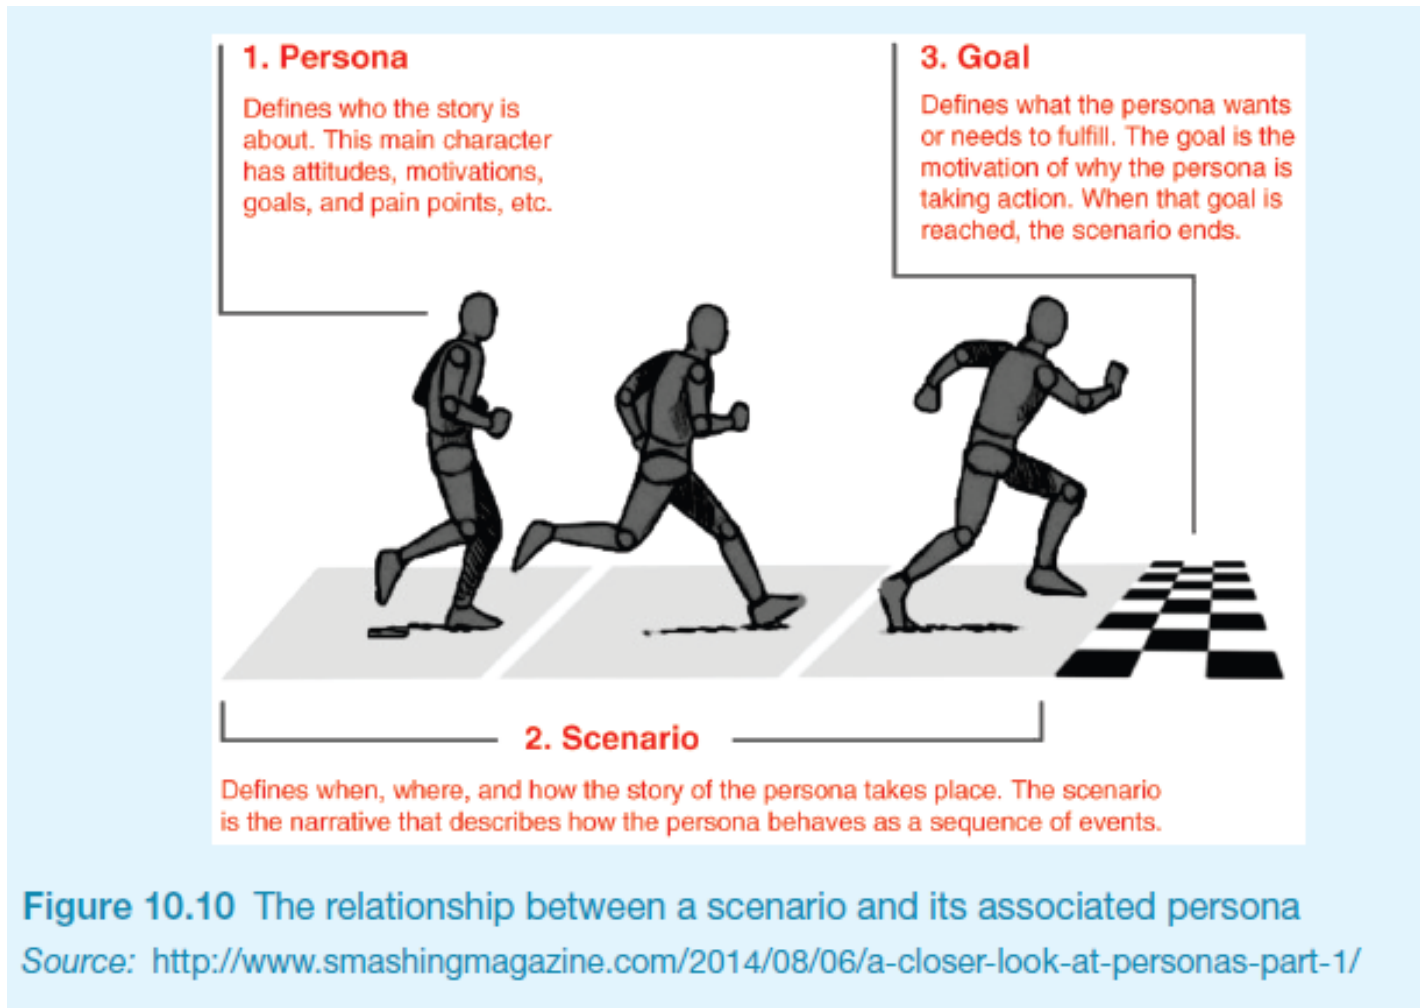 1. Persona
Defines who the story is
about. This main character
has attitudes, motivations,
goals, and pain points, etc.
3. Goal
Defines what the persona wants
or needs to fulfill. The goal is the
motivation of why the persona is
taking action. When that goal is
reached, the scenario ends.
2. Scenario
Defines when, where, and how the story of the persona takes place. The scenario
is the narrative that describes how the persona behaves as a sequence of events.
Figure 10.10 The relationship between a scenario and its associated persona
Source: http://www.smashingmagazine.com/2014/08/06/a-closer-look-at-personas-part-1/